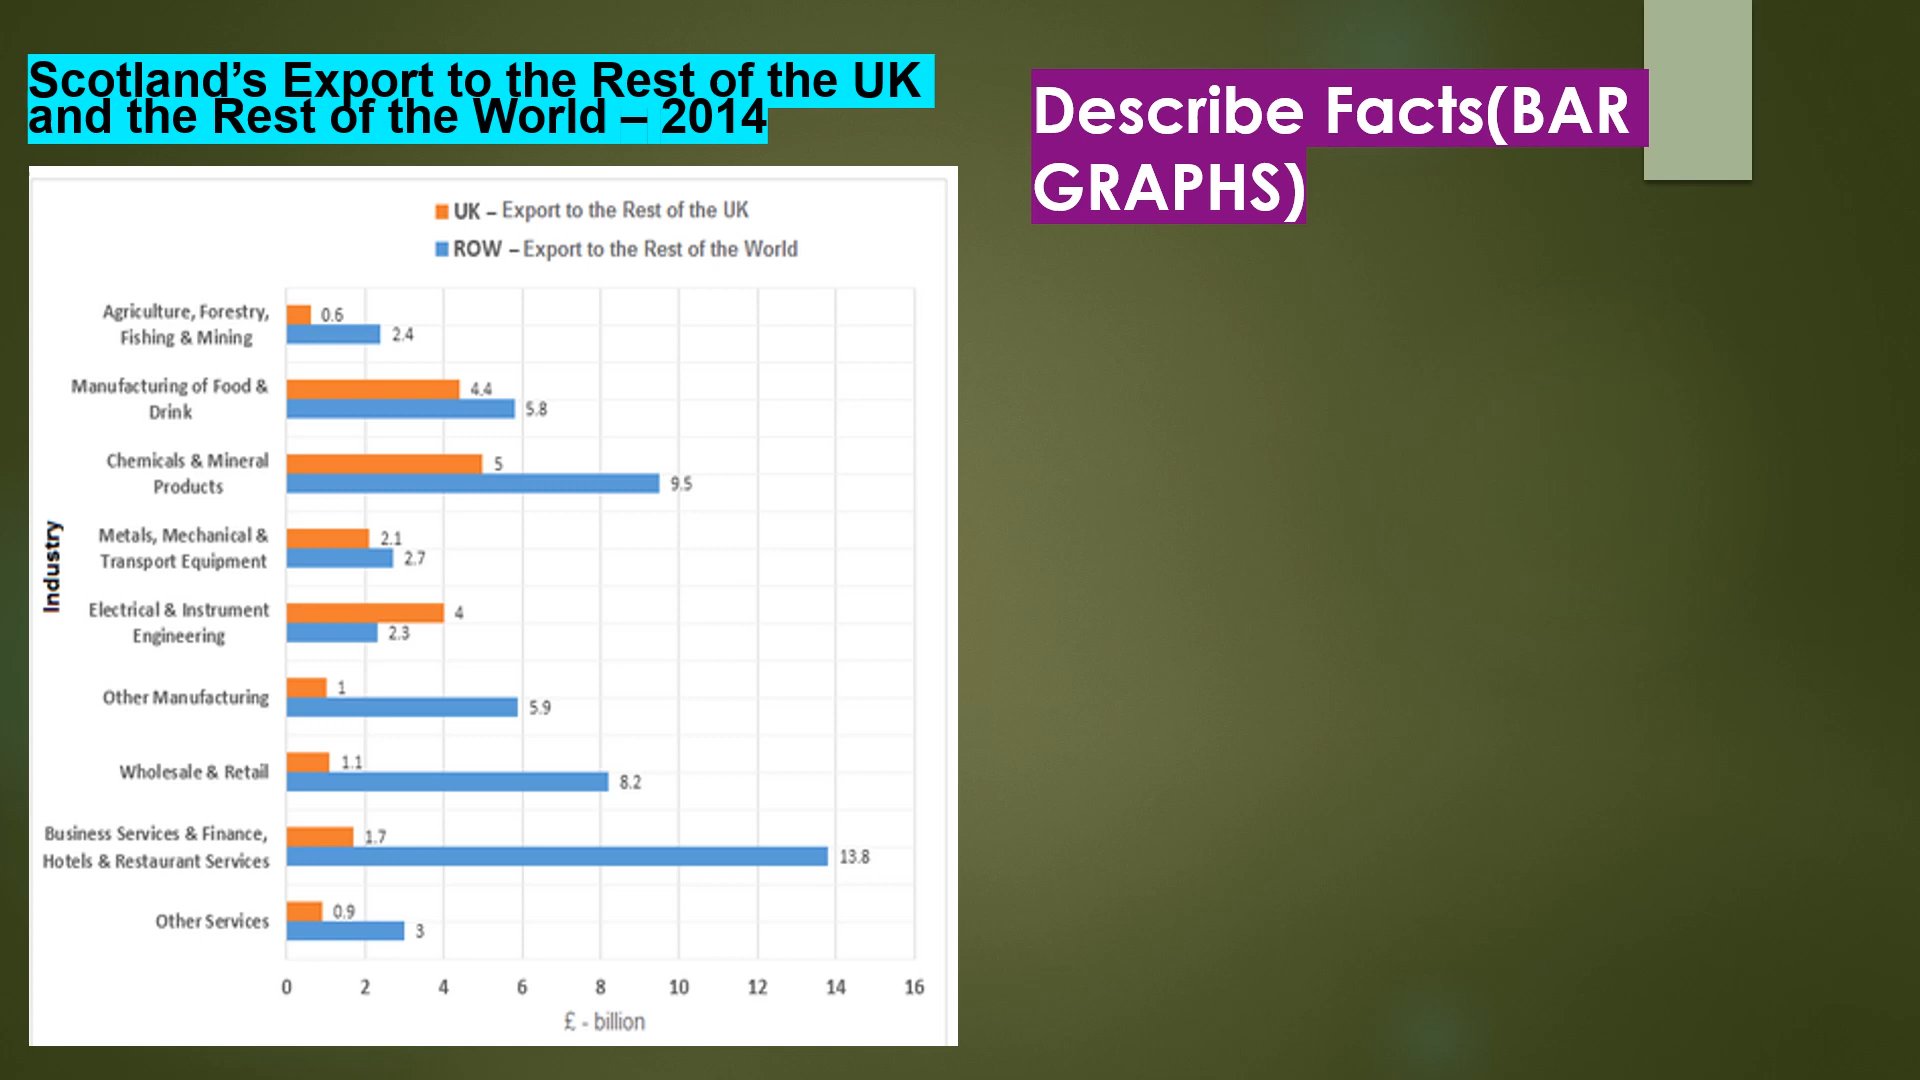 Scotland’s Export to the Rest of the UK
and the Rest of the World – 2014
Describe Facts(BAR
GRAPHS)
UK – Export to the Rest of the UK
ROW – Export to the Rest of the World
Industry
Agriculture, Forestry,
Fishing & Mining
0.6
2.4
Manufacturing of Food &
Drink
4.4
5.8
Chemicals & Mineral
Products
5
9.5
Metals, Mechanical &
Transport Equipment
2.1
2.7
Electrical & Instrument
Engineering
4
2.3
Other Manufacturing
1
5.9
Wholesale & Retail
1.1
8.2
Business Services & Finance,
Hotels & Restaurant Services
1.7
13.8
Other Services
0.9
3
0 2 4 6 8 10 12 14 16
£ - billion